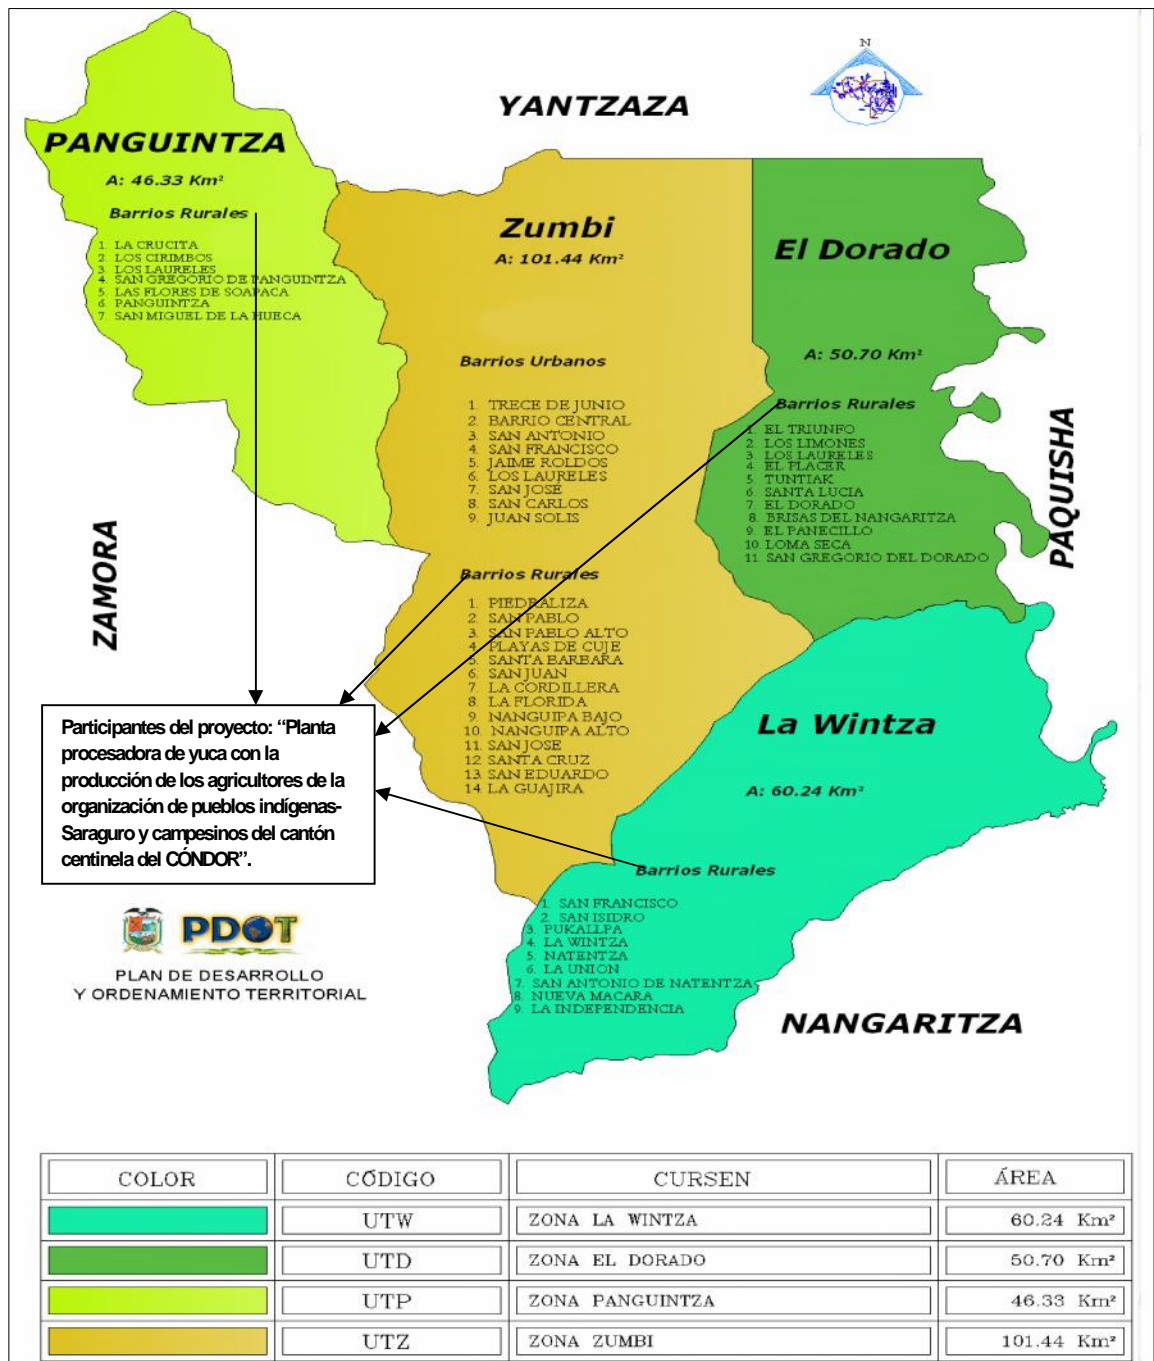 N
YANTZAZA
PANGUINTZA
A: 46.33 Km²
Barrios Rurales
1. LA CRUCITA
2. LOS CIRIMBOS
3. LOS LAURELES
4. SAN GREGORIO DE PANGUINTZA
5. LAS FLORES DE SOAPACA
6. PANGUINTZA
7. SAN MIGUEL DE LA HUECA
Zumbi
A: 101.44 Km²
Barrios Urbanos
1. TRECE DE JUNIO
2. BARRIO CENTRAL
3. SAN ANTONIO
4. SAN FRANCISCO
5. JAIME ROLDOS
6. LOS LAURELES
7. SAN JOSÉ
8. SAN CARLOS
9. JUAN SOLIS
Barrios Rurales
1. PIEDRALIZA
2. SAN PABLO
3. SAN PABLO ALTO
4. PLAYAS DE CUJE
5. SANTA BARBARA
6. SAN JUAN
7. LA CORDILLERA
8. LA FLORIDA
9. NANGUIPA BAJO
10. NANGUIPA ALTO
11. SAN JOSE
12. SANTA CRUZ
13. SAN EDUARDO
14. LA GUAJIRA
El Dorado
A: 50.70 Km²
Barrios Rurales
1. EL TRIUNFO
2. LOS LIMONES
3. LOS LAURELES
4. EL PLACER
5. TUNTIAK
6. SANTA LUCIA
7. EL DORADO
8. BRISAS DEL NANGARITZA
9. EL PANECILLO
10. LOMA SECA
11. SAN GREGORIO DEL DORADO
PAQUISHA
ZAMORA
Participantes del proyecto: “Planta
procesadora de yuca con la
producción de los agricultores de la
organización de pueblos indígenas-
Saraguro y campesinos del cantón
centinela del CÓNDOR”.
La Wintza
A: 60.24 Km²
Barrios Rurales
1. SAN FRANCISCO
2. SAN ISIDRO
3. PUKALLPA
4. LA WINTZA
5. NATENTZA
6. LA UNION
7. SAN ANTONIO DE NATENTZA
8. NUEVA MACARA
9. LA INDEPENDENCIA
PDOT
PLAN DE DESARROLLO
Y ORDENAMIENTO TERRITORIAL
NANGARITZA
COLOR CÓDIGO CURSEN ÁREA
UTW ZONA LA WINTZA 60.24 Km²
UTD ZONA EL DORADO 50.70 Km²
UTP ZONA PANGUINTZA 46.33 Km²
UTZ ZONA ZUMBI 101.44 Km²